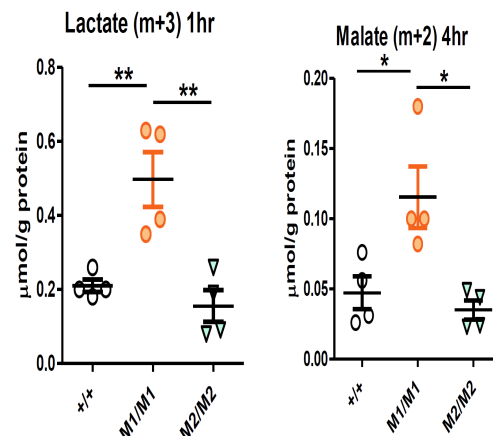 Lactate (m+3) 1hr
0.8
0.6
0.4
0.2
0.0
μmol/g protein
**
**
+/+
M1/M1
M2/M2
Malate (m+2) 4hr
0.20
0.15
0.10
0.05
0.00
μmol/g protein
*
*
+/+
M1/M1
M2/M2